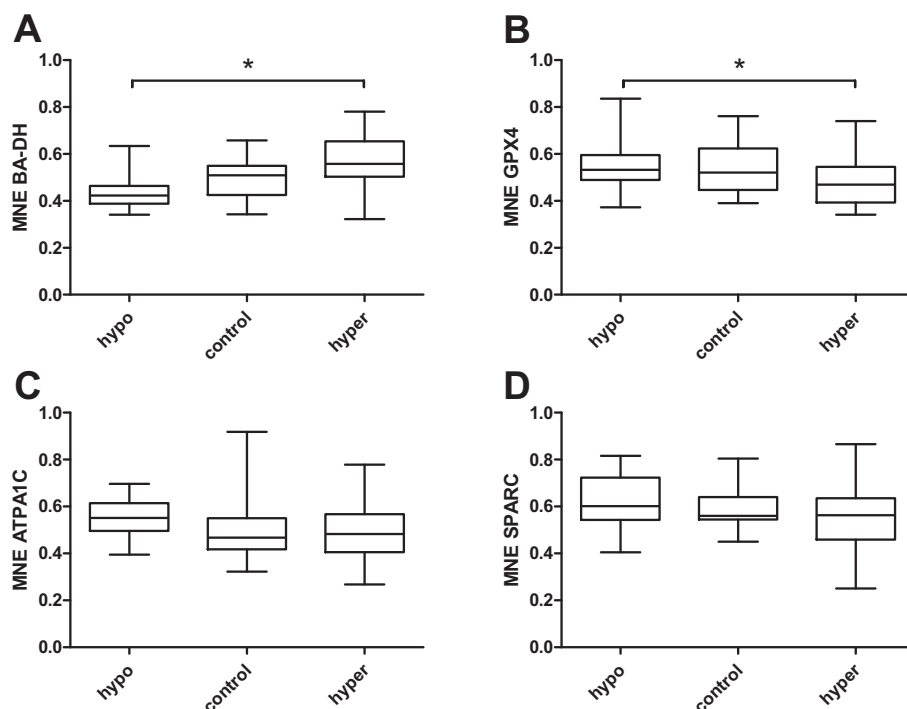 A
MNE BA-DH
1.0
0.8
0.6
0.4
0.2
0.0
*
hypo
control
hyper
B
MNE GPX4
1.0
0.8
0.6
0.4
0.2
0.0
*
hypo
control
hyper
C
MNE ATPA1C
1.0
0.8
0.6
0.4
0.2
0.0
hypo
control
hyper
D
MNE SPARC
1.0
0.8
0.6
0.4
0.2
0.0
hypo
control
hyper